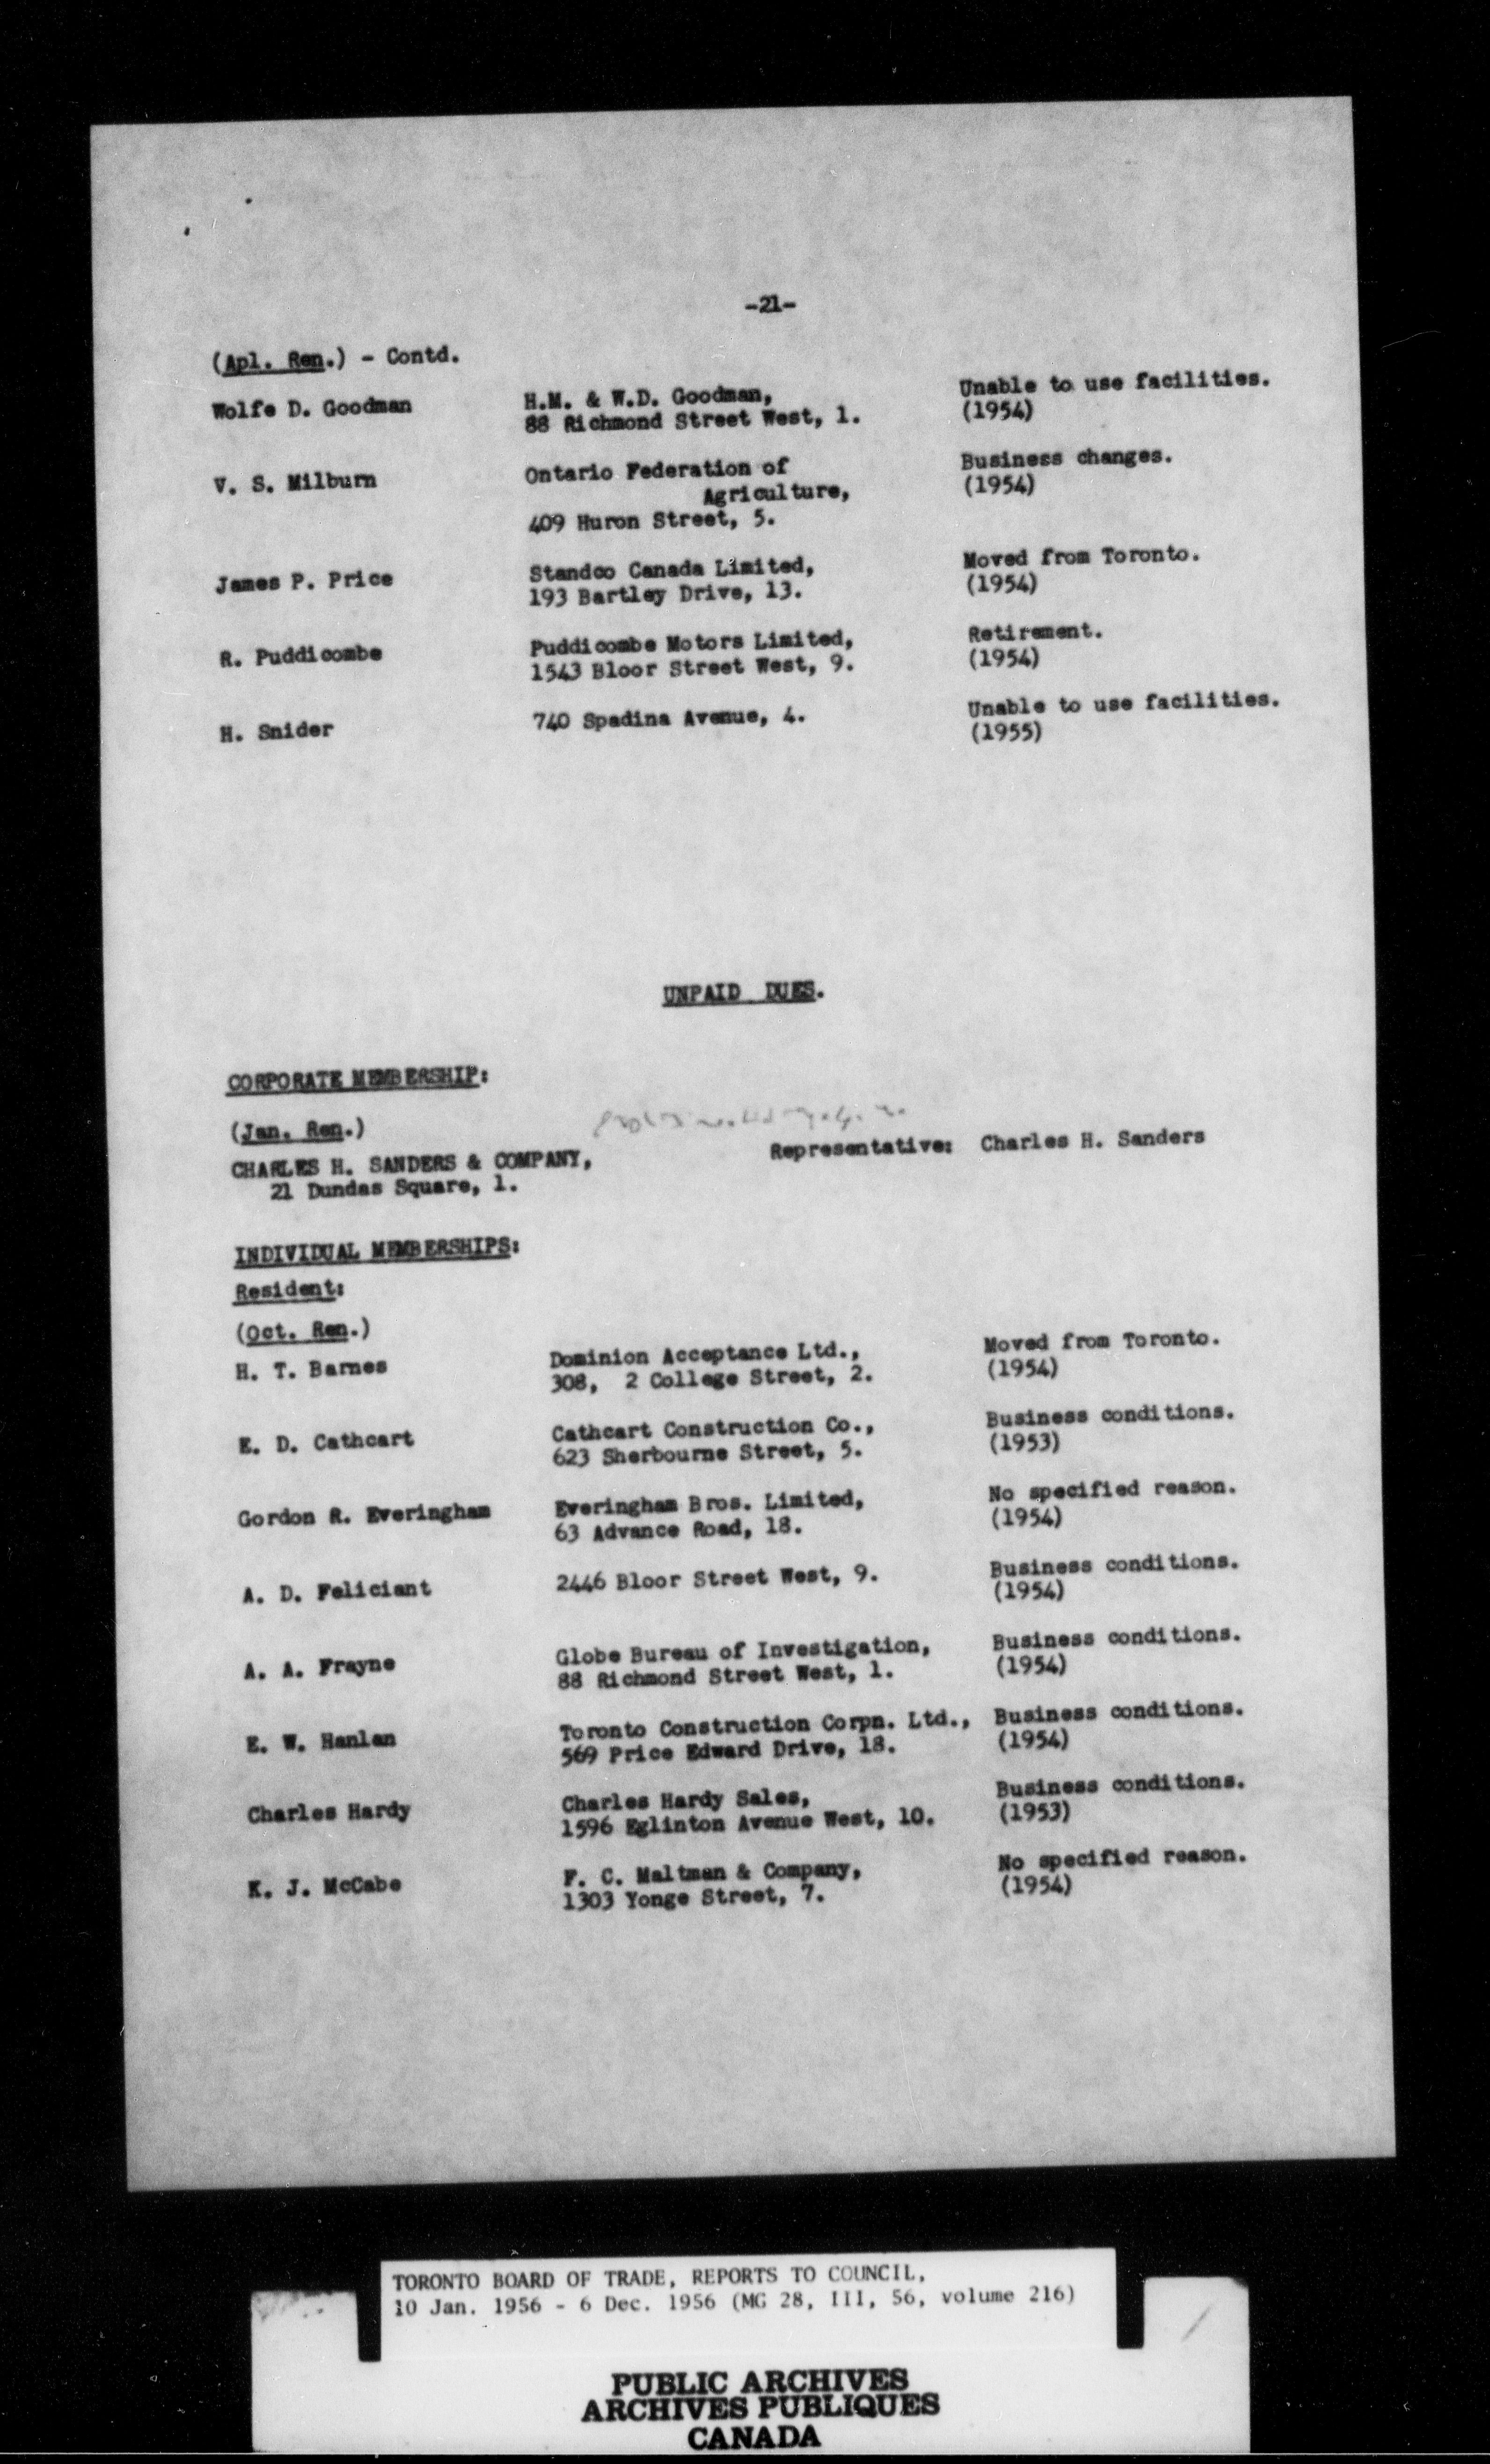 -21-
(Apl. Ren.) - Contd.
Wolfe D. Goodman H.M. & W.D. Goodman, Unable to use facilities.
88 Richmond Street West, 1. (1954)
V. S. Milburn Ontario Federation of Business changes.
Agriculture, (1954)
409 Huron Street, 5.
James P. Price Standco Canada Limited, Moved from Toronto.
193 Bartley Drive, 13. (1954)
R. Puddicombe Puddicombe Motors Limited, Retirement.
1543 Bloor Street West, 9. (1954)
H. Snider 740 Spadina Avenue, 4. Unable to use facilities.
(1955)
UNPAID DUES.
CORPORATE MEMBERSHIP:
(Jan. Ren.)
CHARLES H. SANDERS & COMPANY, Representative: Charles H. Sanders
21 Dundas Square, 1.
INDIVIDUAL MEMBERSHIPS:
Resident:
(Oct. Ren.)
H. T. Barnes Dominion Acceptance Ltd., Moved from Toronto.
308, 2 College Street, 2. (1954)
E. D. Cathcart Cathcart Construction Co., Business conditions.
623 Sherbourne Street, 5. (1953)
Gordon R. Everingham Everingham Bros. Limited, No specified reason.
63 Advance Road, 18. (1954)
A. D. Feliciant 2446 Bloor Street West, 9. Business conditions.
(1954)
A. A. Frayne Globe Bureau of Investigation, Business conditions.
88 Richmond Street West, 1. (1954)
E. W. Hanlan Toronto Construction Corpn. Ltd., Business conditions.
569 Price Edward Drive, 18. (1954)
Charles Hardy Charles Hardy Sales, Business conditions.
1596 Eglinton Avenue West, 10. (1953)
K. J. McCabe F. C. Maltman & Company, No specified reason.
1303 Yonge Street, 7. (1954)
TORONTO BOARD OF TRADE, REPORTS TO COUNCIL,
10 Jan. 1956 - 6 Dec. 1956 (MG 28, III, 56, volume 216)
PUBLIC ARCHIVES
ARCHIVES PUBLIQUES
CANADA